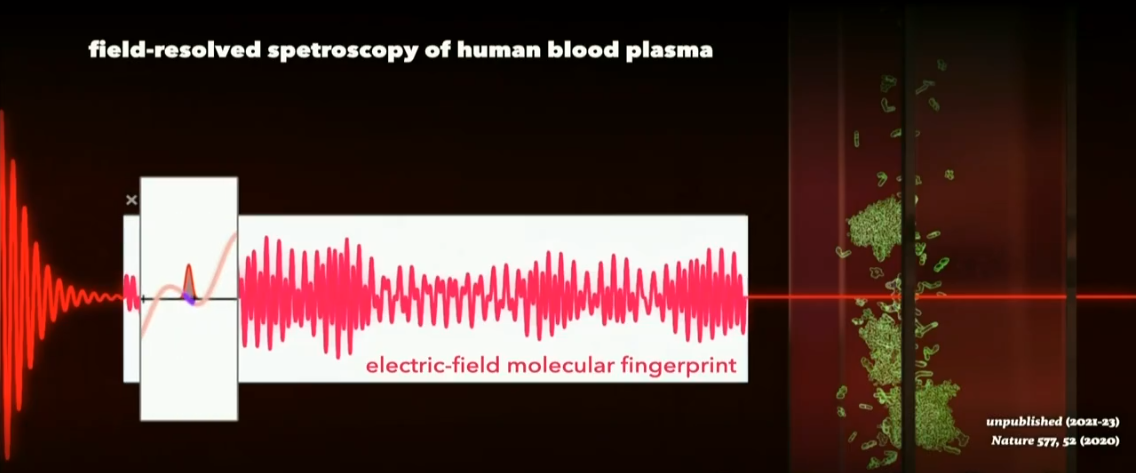 field-resolved spetroscopy of human blood plasma
electric-field molecular fingerprint
unpublished (2021-23)
Nature 577, 52 (2020)